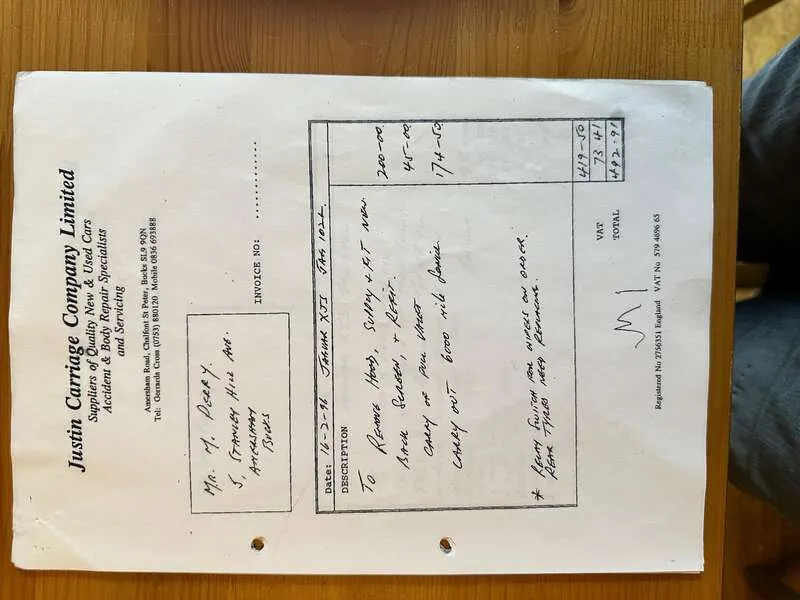 Justin Carriage Company Limited
Suppliers of Quality New & Used Cars
Accident & Body Repair Specialists
and Servicing
Amersham Road, Chalfont St Peter, Bucks SL9 9QN
Tel: Gerrards Cross (0753) 880120 Mobile 0836 693888
Mr. M. Perry.
5, Stanley Hill Ave.
Amersham
Bucks
INVOICE NO: ..............
Date: 16-2-96 Jaguar XJS
DESCRIPTION
To Remove Hood, Supply & Fit New 200-00
Back Screen, & Refit.
Carry out Full Valet 45-00
Carry out 6000 mile Service 174-50
* Relay Switch for wipers on order.
Rear Tyres need Renewing.
419-50
VAT 73 41
TOTAL 492.91
Registered No 2756351 England VAT No 579 4696 65